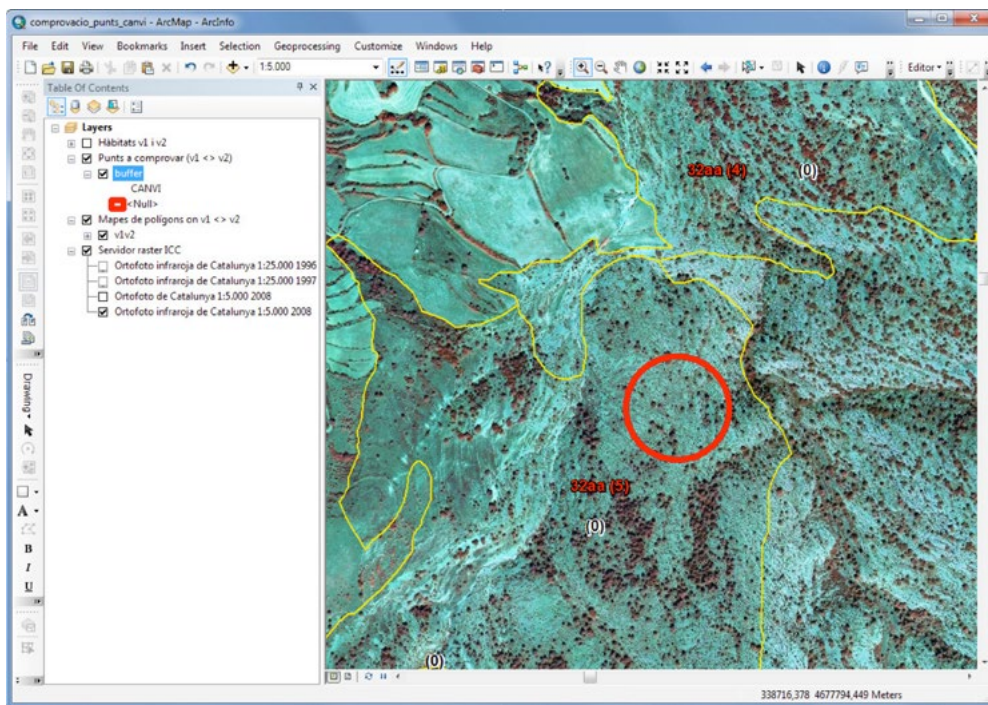 comprovacio_punts_canvi - ArcMap - ArcInfo
File Edit View Bookmarks Insert Selection Geoprocessing Customize Windows Help
1:5.000
Editor
Table Of Contents
Layers
Hàbitats v1 i v2
Punts a comprovar (v1 <> v2)
buffer
CANVI
<Null>
Mapes de polígons on v1 <> v2
v1v2
Servidor raster ICC
Ortofoto infraroja de Catalunya 1:25.000 1996
Ortofoto infraroja de Catalunya 1:25.000 1997
Ortofoto de Catalunya 1:5.000 2008
Ortofoto infraroja de Catalunya 1:5.000 2008
Drawing
A
B
I
U
32aa (4)
(0)
32aa (5)
(0)
(0)
338716,378 4677794,449 Meters